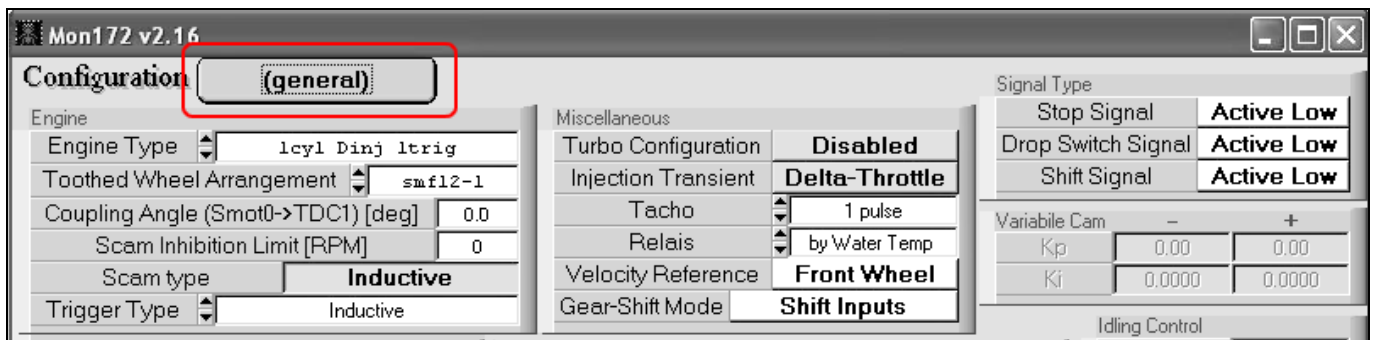 Mon172 v2.16
Configuration (general)
Engine
Engine Type 1cyl Dinj 1trig
Toothed Wheel Arrangement smf12-1
Coupling Angle (Smot0->TDC1) [deg] 0.0
Scam Inhibition Limit [RPM] 0
Scam type Inductive
Trigger Type Inductive
Miscellaneous
Turbo Configuration Disabled
Injection Transient Delta-Throttle
Tacho 1 pulse
Relais by Water Temp
Velocity Reference Front Wheel
Gear-Shift Mode Shift Inputs
Signal Type
Stop Signal Active Low
Drop Switch Signal Active Low
Shift Signal Active Low
Variabile Cam - +
Kp 0.00 0.00
Ki 0.0000 0.0000
Idling Control